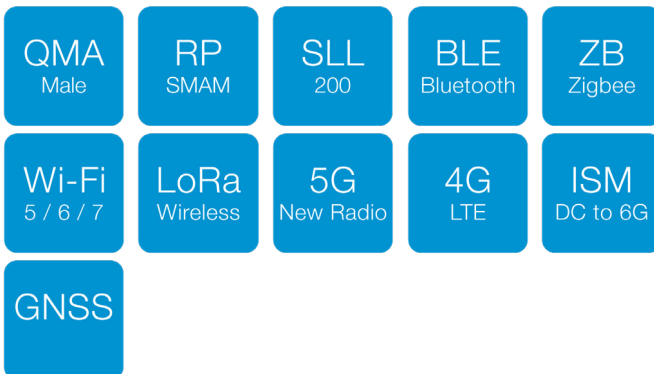 QMA
Male
RP
SMAM
SLL
200
BLE
Bluetooth
ZB
Zigbee
Wi-Fi
5 / 6 / 7
LoRa
Wireless
5G
New Radio
4G
LTE
ISM
DC to 6G
GNSS